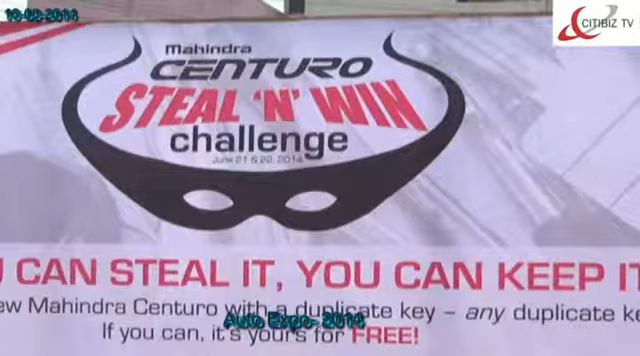 10-02-2014
CITIBIZ TV
Mahindra
CENTURO
STEAL 'N' WIN
challenge
June 21 & 22, 2014
CAN STEAL IT, YOU CAN KEEP IT
Mahindra Centuro with a duplicate key – any duplicate
If you can, it's yours for FREE!
Auto Expo- 2014